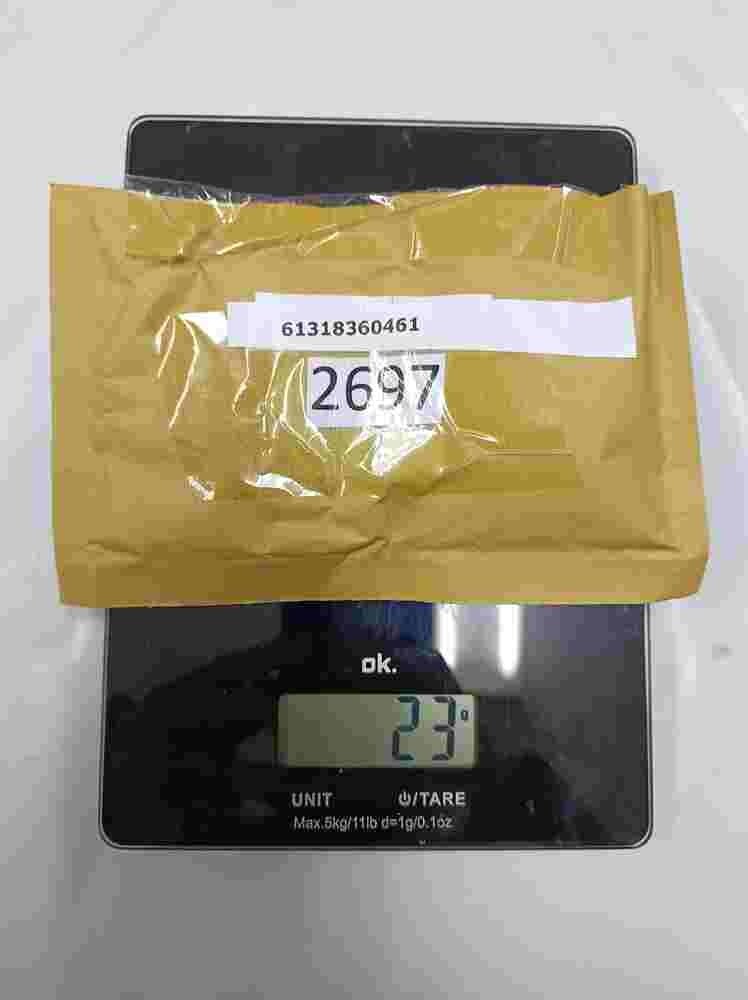 61318360461
2697
ok.
23 g
UNIT ⏻/TARE
Max.5kg/11lb d=1g/0.1oz